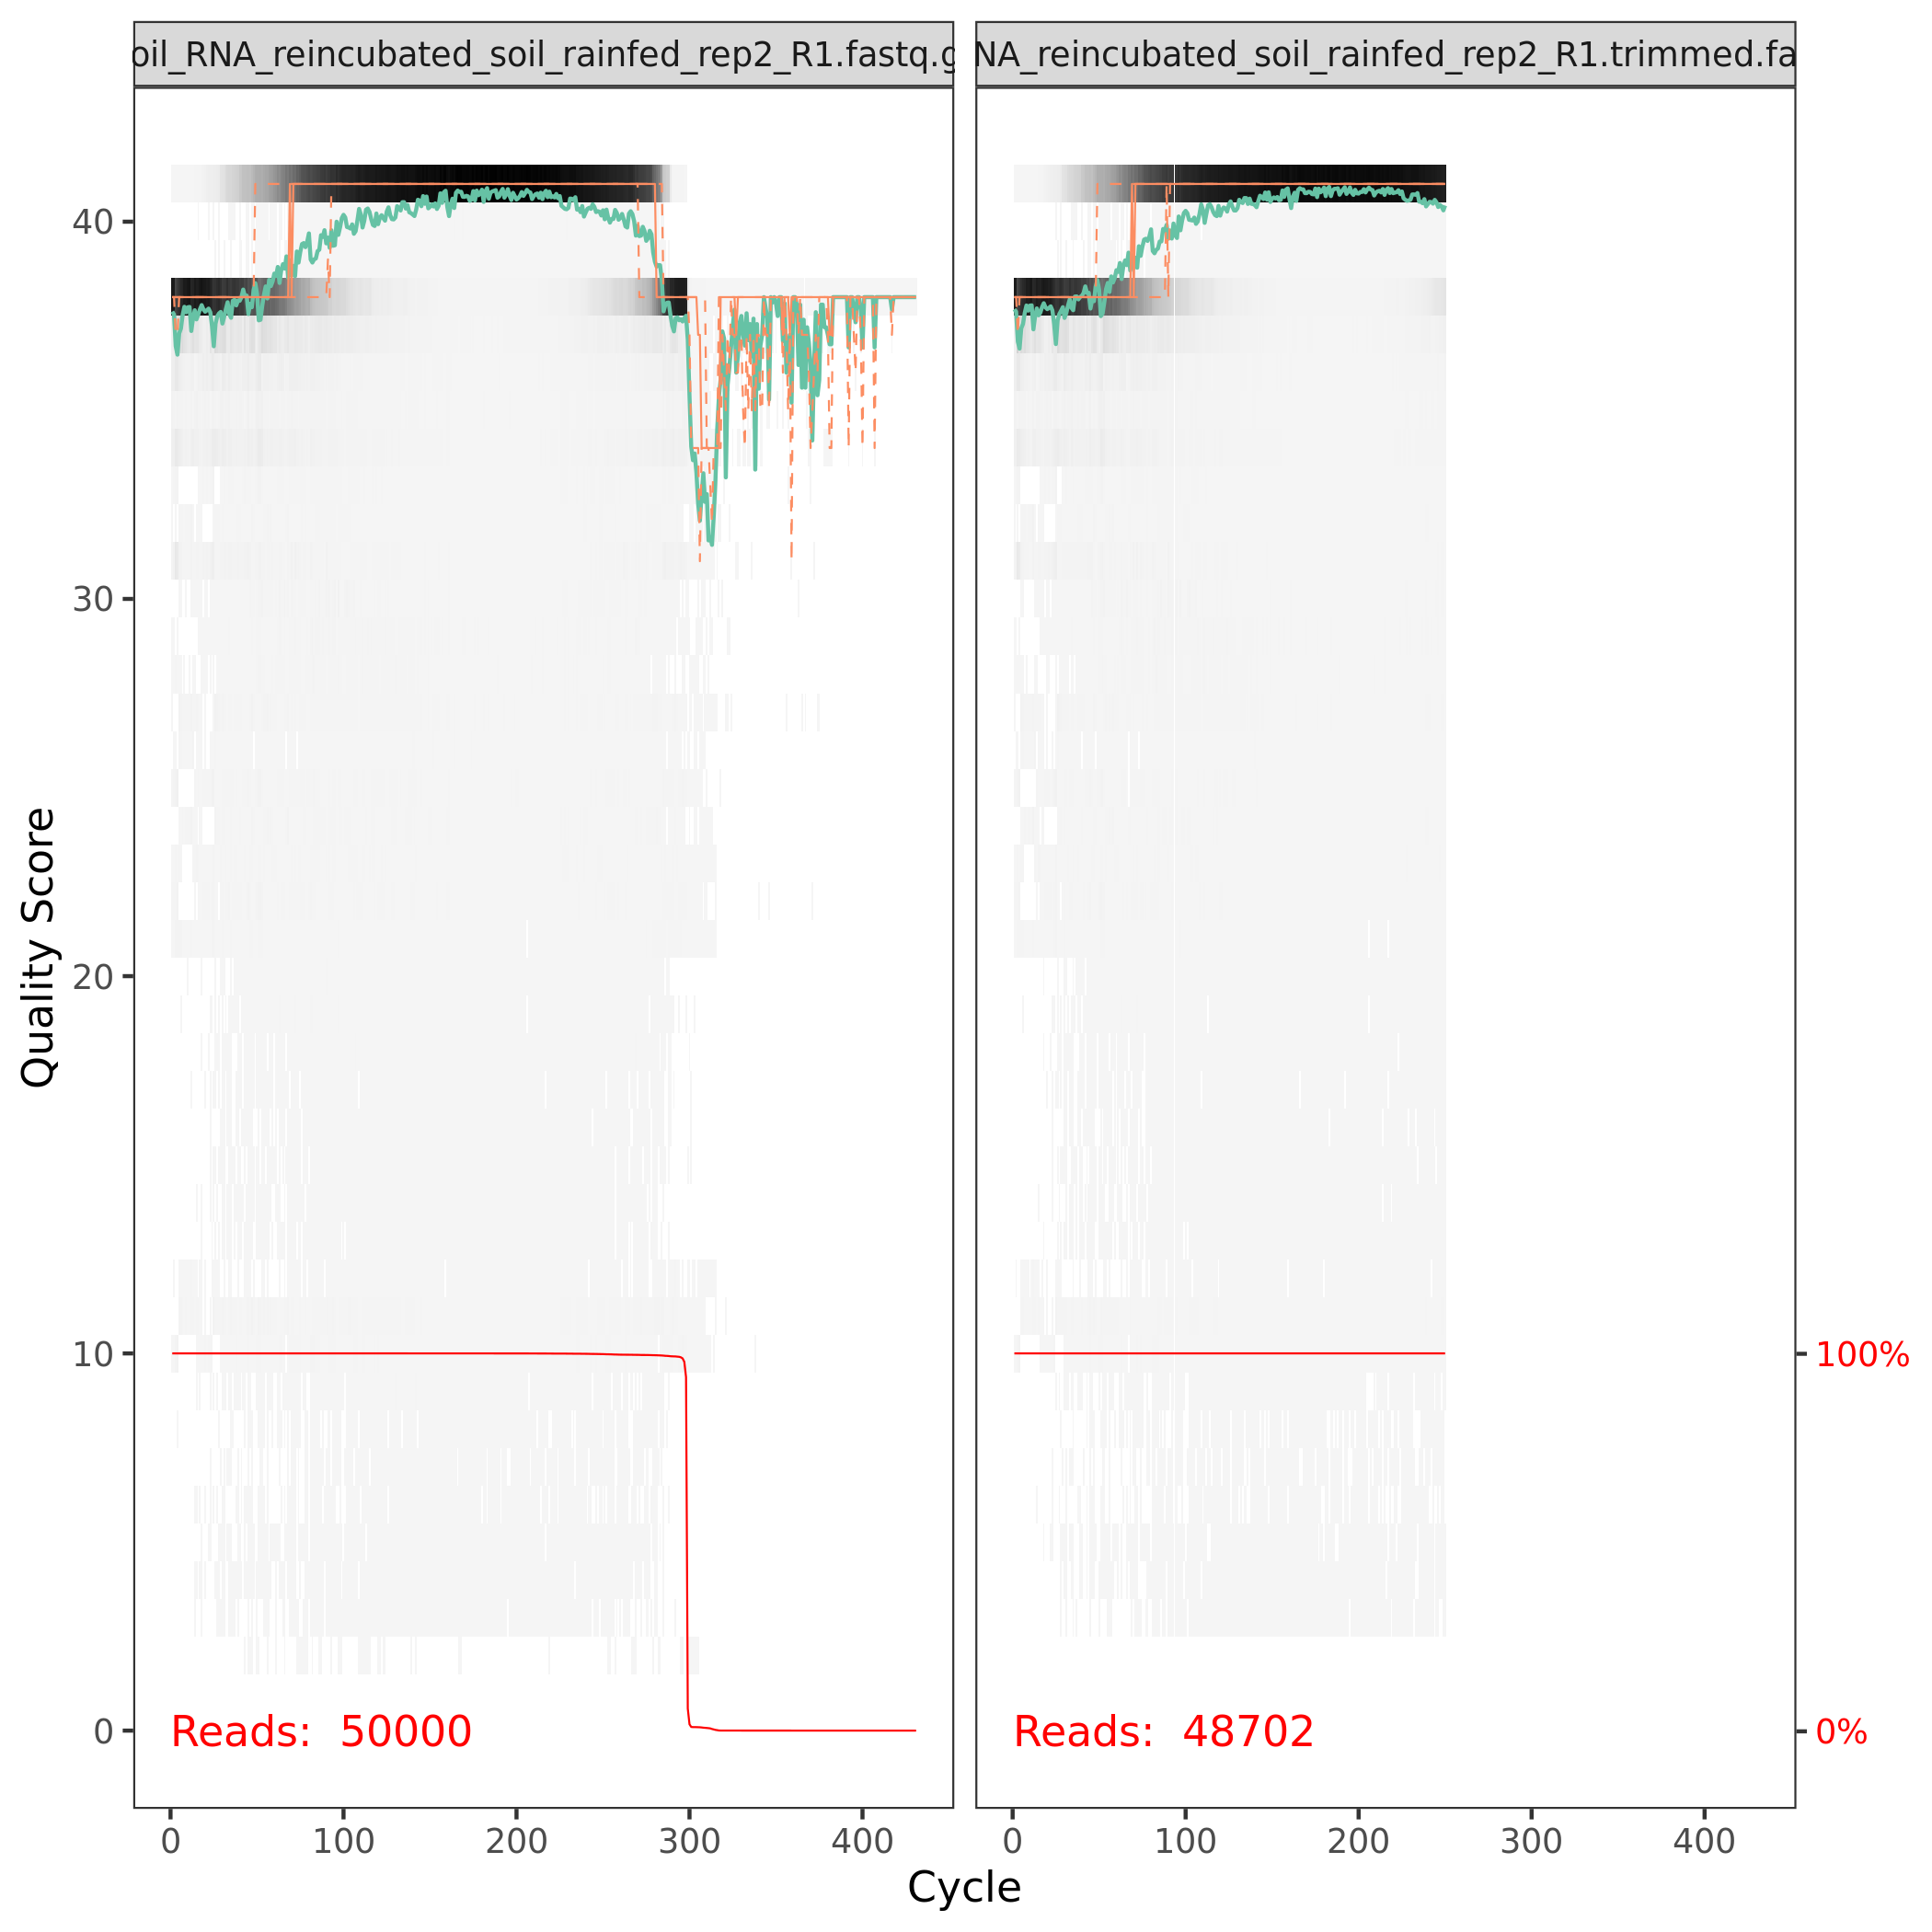 oil_RNA_reincubated_soil_rainfed_rep2_R1.fastq.g
NA_reincubated_soil_rainfed_rep2_R1.trimmed.fa
Quality Score
40
30
20
10
0
Reads: 50000
Reads: 48702
100%
0%
0 100 200 300 400
0 100 200 300 400
Cycle